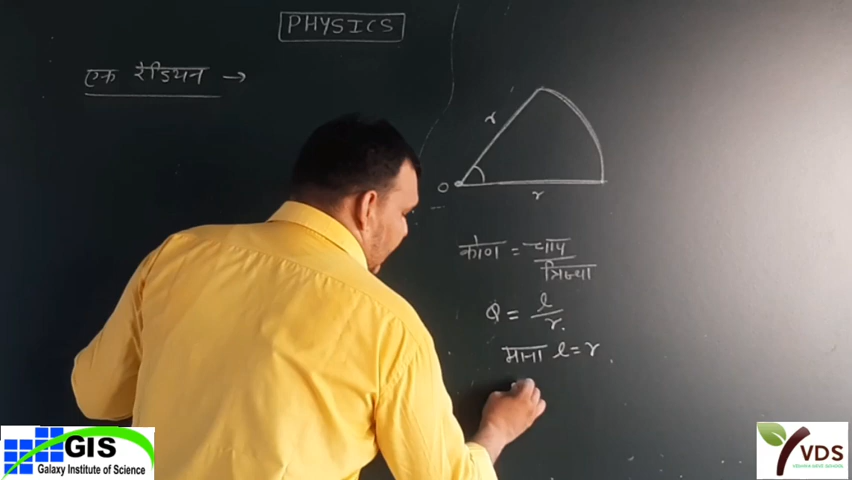 PHYSICS
एक रेडियन →
r
O
r
कोण = चाप / त्रिज्या
θ = l / r
माना l = r
GIS
Galaxy Institute of Science
VDS